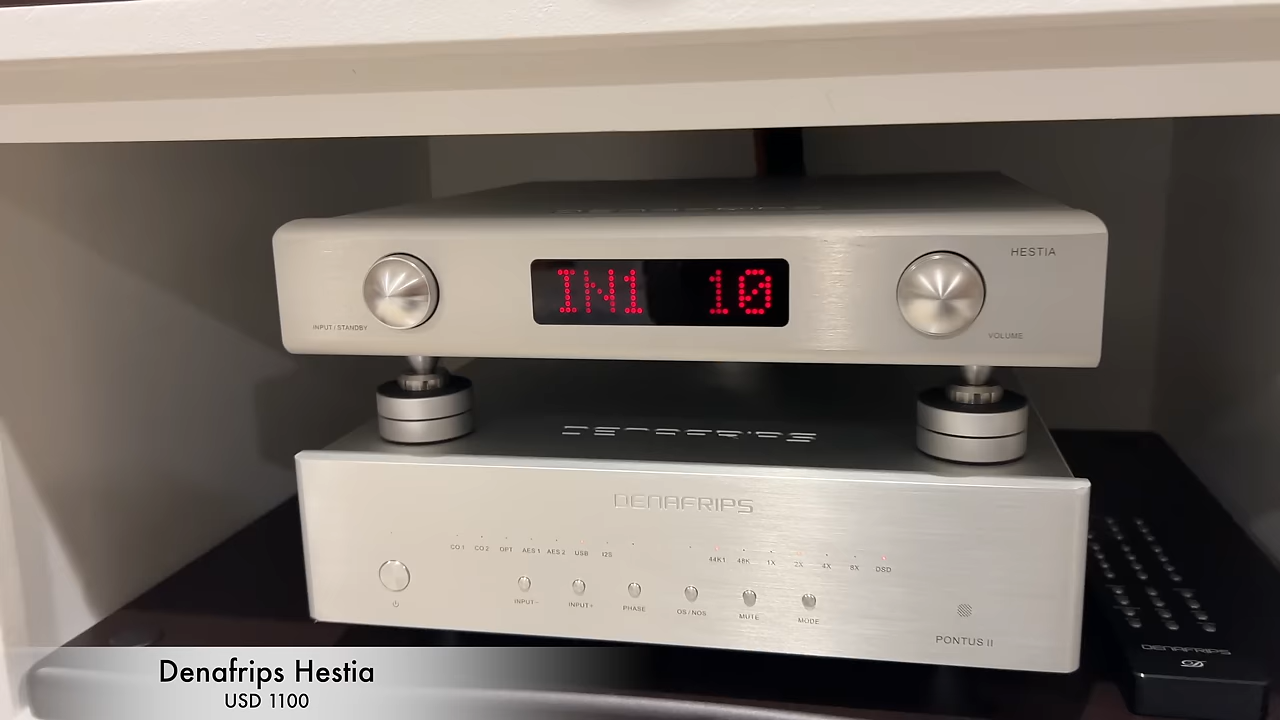 DENAFRIPS
HESTIA
IN1 10
INPUT / STANDBY
VOLUME
DENAFRIPS
DENAFRIPS
CO 1 CO 2 OPT AES 1 AES 2 USB I2S 44K1 48K 1X 2X 4X 8X DSD
INPUT− INPUT+ PHASE OS / NOS MUTE MODE
PONTUS II
DENAFRIPS
Denafrips Hestia
USD 1100